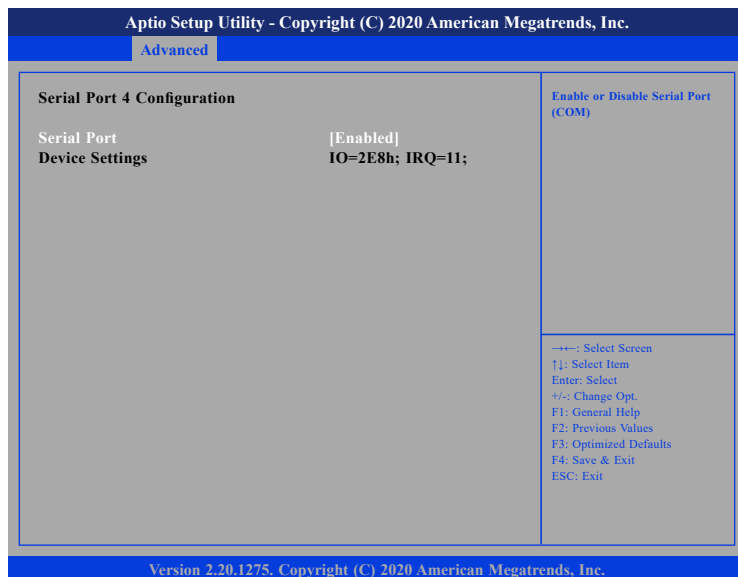 Aptio Setup Utility - Copyright (C) 2020 American Megatrends, Inc.
Advanced
Serial Port 4 Configuration
Serial Port [Enabled]
Device Settings IO=2E8h; IRQ=11;
Enable or Disable Serial Port
(COM)
→←: Select Screen
↑↓: Select Item
Enter: Select
+/-: Change Opt.
F1: General Help
F2: Previous Values
F3: Optimized Defaults
F4: Save & Exit
ESC: Exit
Version 2.20.1275. Copyright (C) 2020 American Megatrends, Inc.